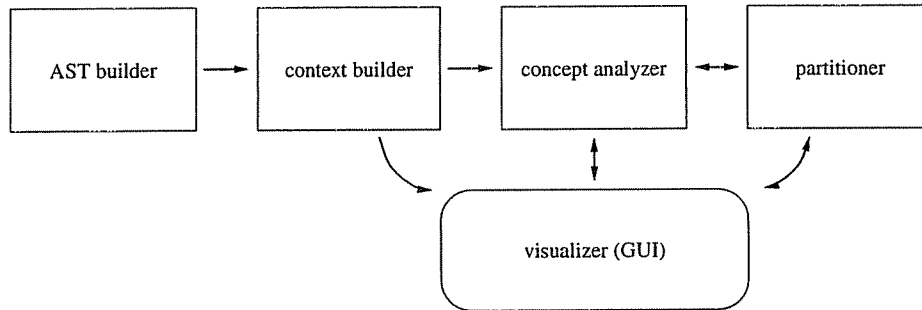 AST builder
context builder
concept analyzer
partitioner
visualizer (GUI)